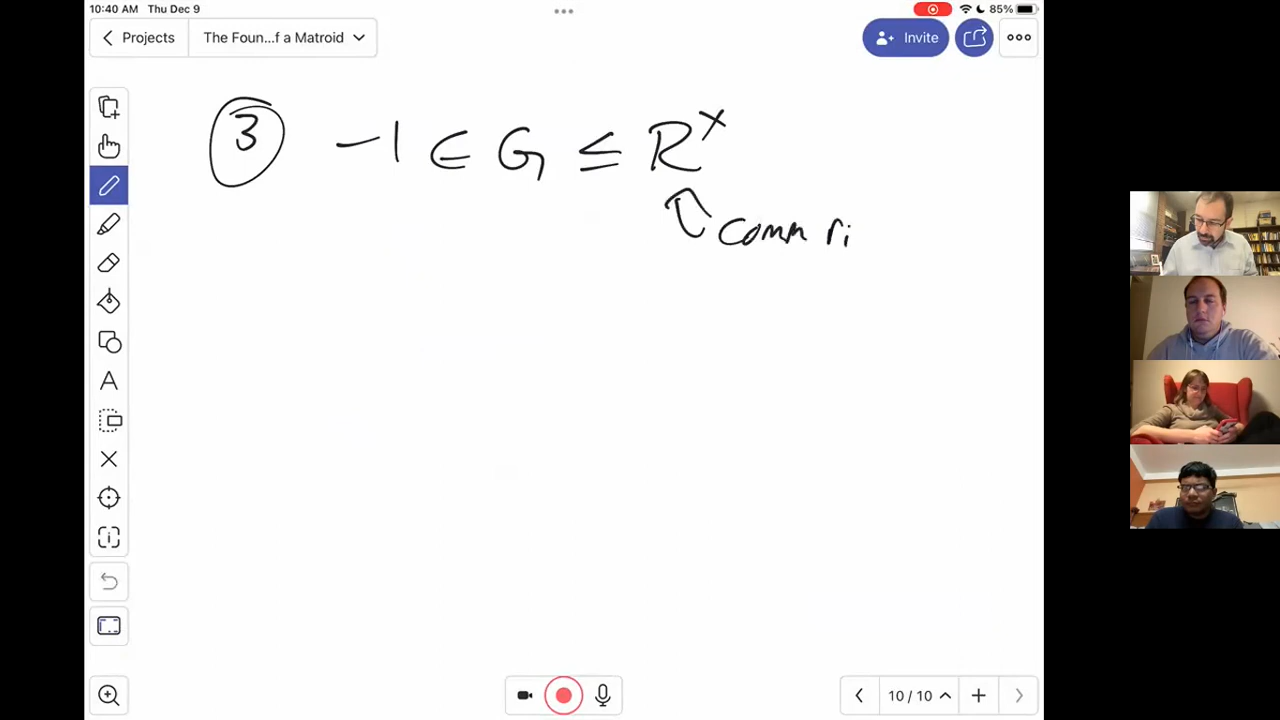 10:40 AM Thu Dec 9
85%
Projects
The Foun...f a Matroid
Invite
3 -1 ∈ G ≤ R^x
comm ri
A
10/10